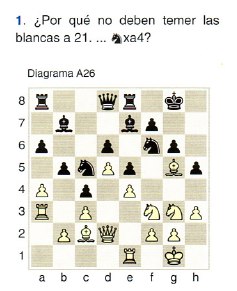 1. ¿Por qué no deben temer las
blancas a 21. ... ♞xa4?
Diagrama A26
8
7
6
5
4
3
2
1
a b c d e f g h